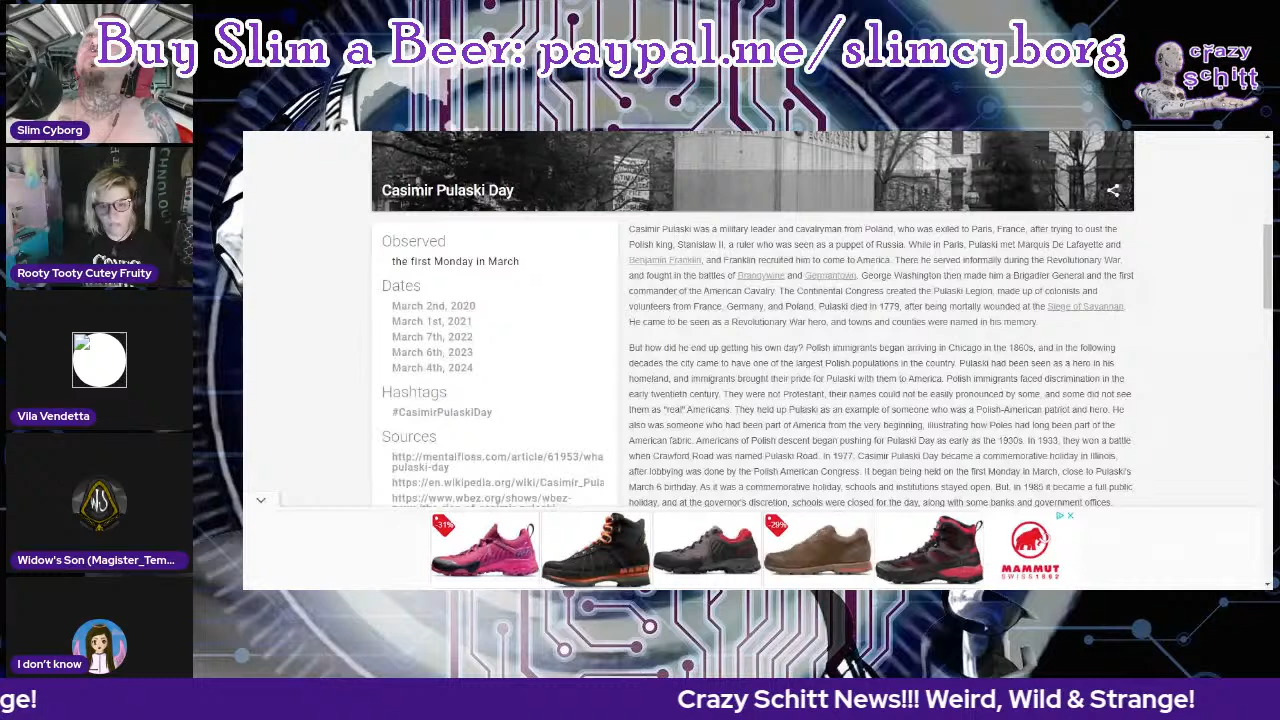 Buy Slim a Beer: paypal.me/slimcyborg
crazy
schitt
Slim Cyborg
Rooty Tooty Cutey Fruity
Vila Vendetta
Widow's Son (Magister_Tem...
I don't know
Casimir Pulaski Day
Observed
the first Monday in March
Dates
March 2nd, 2020
March 1st, 2021
March 7th, 2022
March 6th, 2023
March 4th, 2024
Hashtags
#CasimirPulaskiDay
Sources
http://mentalfloss.com/article/61953/wha
pulaski-day
https://en.wikipedia.org/wiki/Casimir_Pula
https://www.wbez.org/shows/wbez-
Casimir Pulaski was a military leader and cavalryman from Poland, who was exiled to Paris, France, after trying to oust the
Polish king, Stanislaw II, a ruler who was seen as a puppet of Russia. While in Paris, Pulaski met Marquis De Lafayette and
Benjamin Franklin, and Franklin recruited him to come to America. There he served informally during the Revolutionary War,
and fought in the battles of Brandywine and Germantown. George Washington then made him a Brigadier General and the first
commander of the American Cavalry. The Continental Congress created the Pulaski Legion, made up of colonists and
volunteers from France, Germany, and Poland. Pulaski died in 1779, after being mortally wounded at the Siege of Savannah.
He came to be seen as a Revolutionary War hero, and towns and counties were named in his memory.
But how did he end up getting his own day? Polish immigrants began arriving in Chicago in the 1860s, and in the following
decades the city came to have one of the largest Polish populations in the country. Pulaski had been seen as a hero in his
homeland, and immigrants brought their pride for Pulaski with them to America. Polish immigrants faced discrimination in the
early twentieth century. They were not Protestant, their names could not be easily pronounced by some, and some did not see
them as "real" Americans. They held up Pulaski as an example of someone who was a Polish-American patriot and hero. He
also was someone who had been part of America from the very beginning, illustrating how Poles had long been part of the
American fabric. Americans of Polish descent began pushing for Pulaski Day as early as the 1930s. In 1933, they won a battle
when Crawford Road was named Pulaski Road. In 1977, Casimir Pulaski Day became a commemorative holiday in Illinois,
after lobbying was done by the Polish American Congress. It began being held on the first Monday in March, close to Pulaski's
March 6 birthday. As it was a commemorative holiday, schools and institutions stayed open. But, in 1985 it became a full public
holiday, and at the governor's discretion, schools were closed for the day, along with some banks and government offices.
-31%
-29%
MAMMUT
SWISS 1862
ge!
Crazy Schitt News!!! Weird, Wild & Strange!